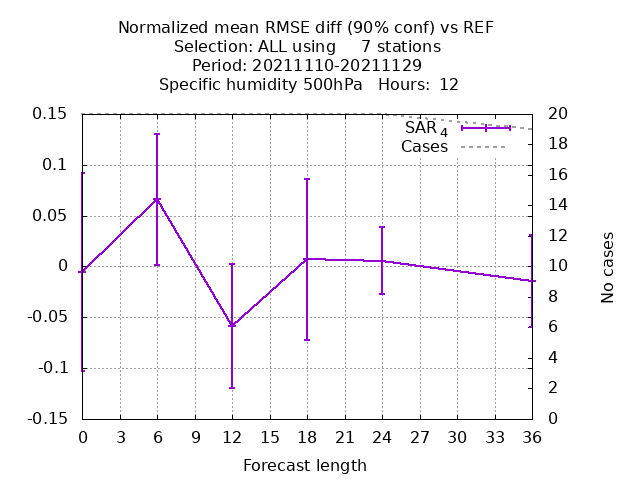 Normalized mean RMSE diff (90% conf) vs REF
Selection: ALL using 7 stations
Period: 20211110-20211129
Specific humidity 500hPa Hours: 12
0.15
0.1
0.05
0
-0.05
-0.1
-0.15
20
18
16
14
12
10
8
6
4
2
0
SAR 4
Cases
No cases
0 3 6 9 12 15 18 21 24 27 30 33 36
Forecast length